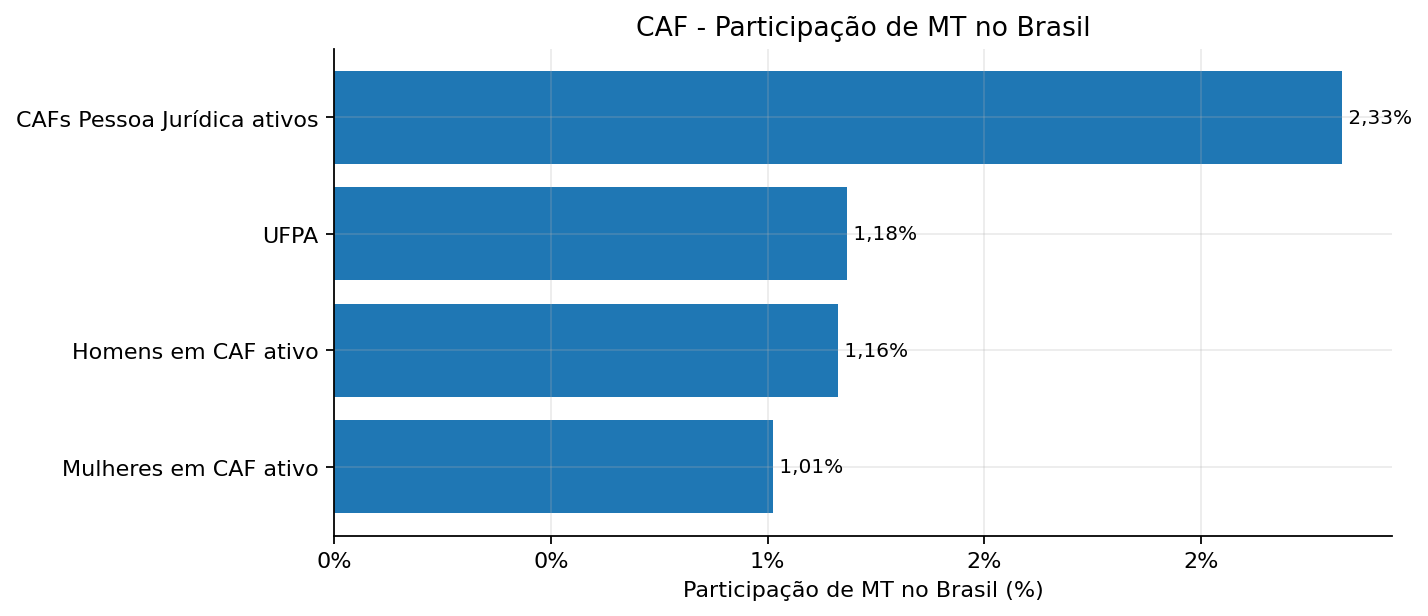 CAF - Participação de MT no Brasil
CAFs Pessoa Jurídica ativos
2,33%
UFPA
1,18%
Homens em CAF ativo
1,16%
Mulheres em CAF ativo
1,01%
0% 0% 1% 2% 2%
Participação de MT no Brasil (%)